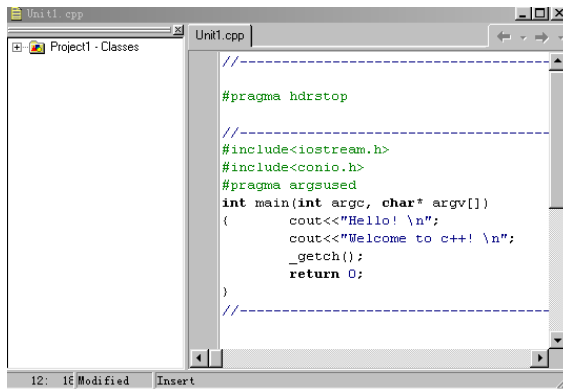 Unit1.cpp
Project1 - Classes
Unit1.cpp
//----------------------------------------
#pragma hdrstop
//----------------------------------------
#include<iostream.h>
#include<conio.h>
#pragma argsused
int main(int argc, char* argv[])
{ cout<<"Hello! \n";
cout<<"Welcome to c++! \n";
_getch();
return 0;
}
//----------------------------------------
12: 18 Modified Insert